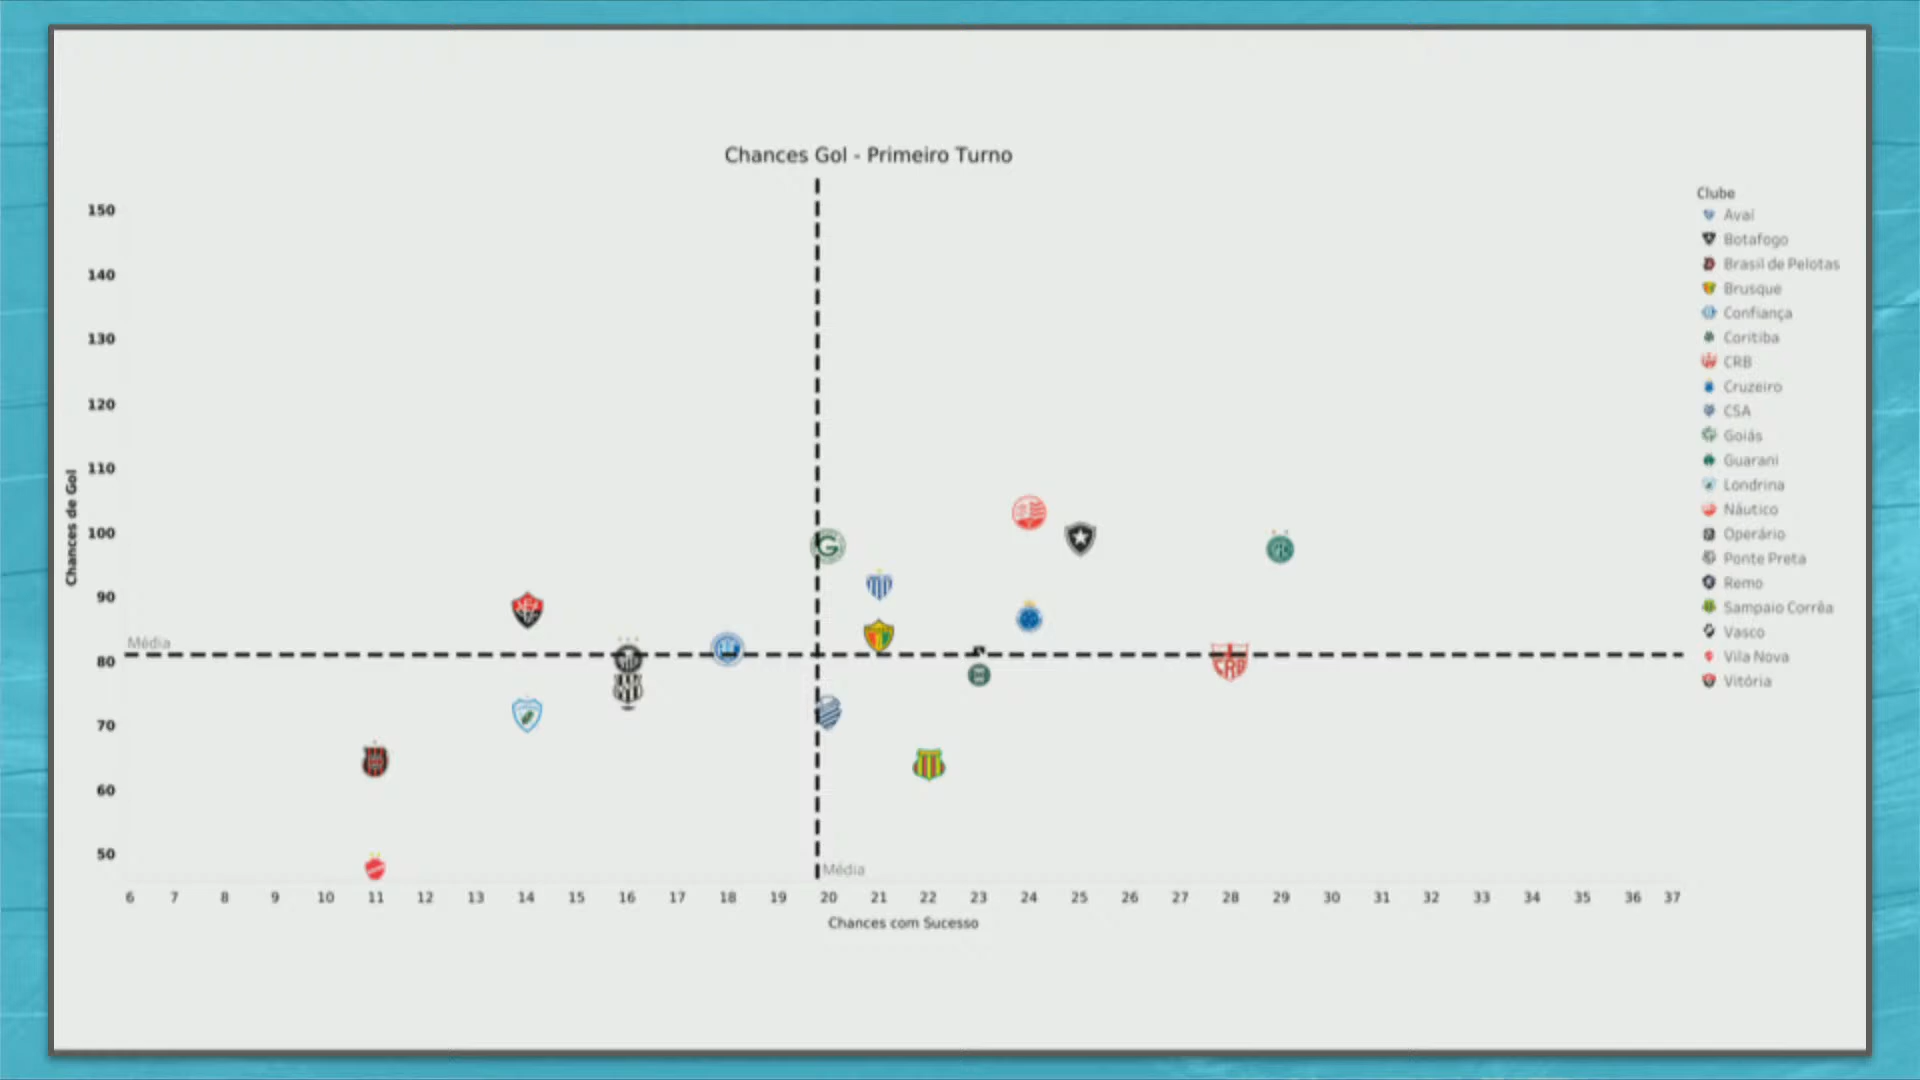 Chances Gol - Primeiro Turno
Chances de Gol
150
140
130
120
110
100
90
80
70
60
50
Média
Média
6 7 8 9 10 11 12 13 14 15 16 17 18 19 20 21 22 23 24 25 26 27 28 29 30 31 32 33 34 35 36 37
Chances com Sucesso
G
CRB
Clube
Avaí
Botafogo
Brasil de Pelotas
Brusque
Confiança
Coritiba
CRB
Cruzeiro
CSA
Goiás
Guarani
Londrina
Náutico
Operário
Ponte Preta
Remo
Sampaio Corrêa
Vasco
Vila Nova
Vitória